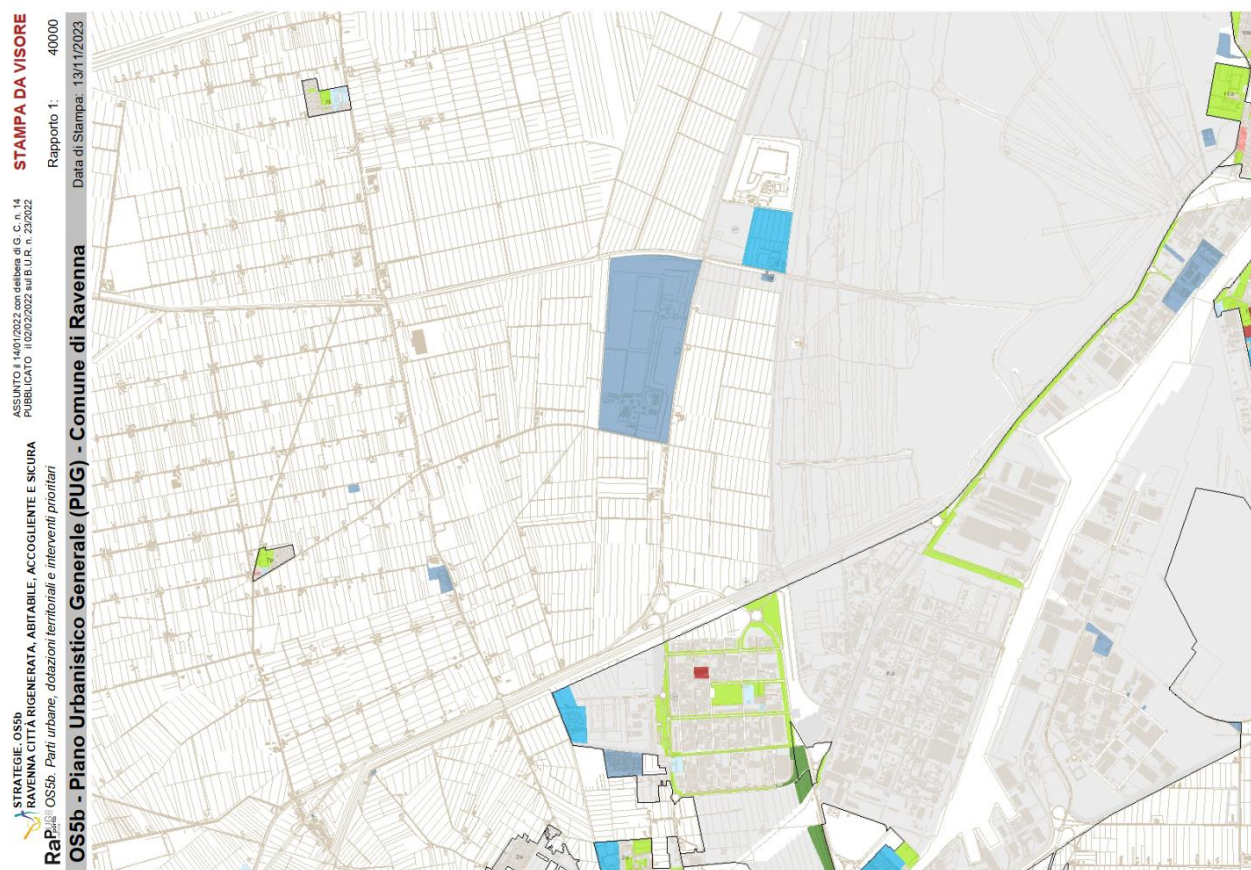 STRATEGIE. OS5b
RAVENNA CITTÀ RIGENERATA, ABITABILE, ACCOGLIENTE E SICURA
OS5b. Parti urbane, dotazioni territoriali e interventi prioritari
ASSUNTO il 14/01/2022 con delibera di G. C. n. 14
PUBBLICATO il 02/02/2022 sul B.U.R. n. 23/2022
STAMPA DA VISORE
Rapporto 1: 40000
OS5b - Piano Urbanistico Generale (PUG) - Comune di Ravenna
Data di Stampa: 13/11/2023